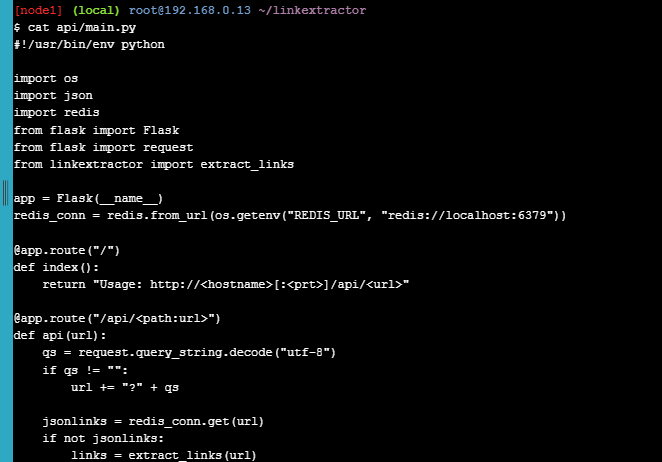 [node1] (local) root@192.168.0.13 ~/linkextractor
$ cat api/main.py
#!/usr/bin/env python

import os
import json
import redis
from flask import Flask
from flask import request
from linkextractor import extract_links

app = Flask(__name__)
redis_conn = redis.from_url(os.getenv("REDIS_URL", "redis://localhost:6379"))

@app.route("/")
def index():
    return "Usage: http://<hostname>[:<prt>]/api/<url>"

@app.route("/api/<path:url>")
def api(url):
    qs = request.query_string.decode("utf-8")
    if qs != "":
        url += "?" + qs

    jsonlinks = redis_conn.get(url)
    if not jsonlinks:
        links = extract_links(url)